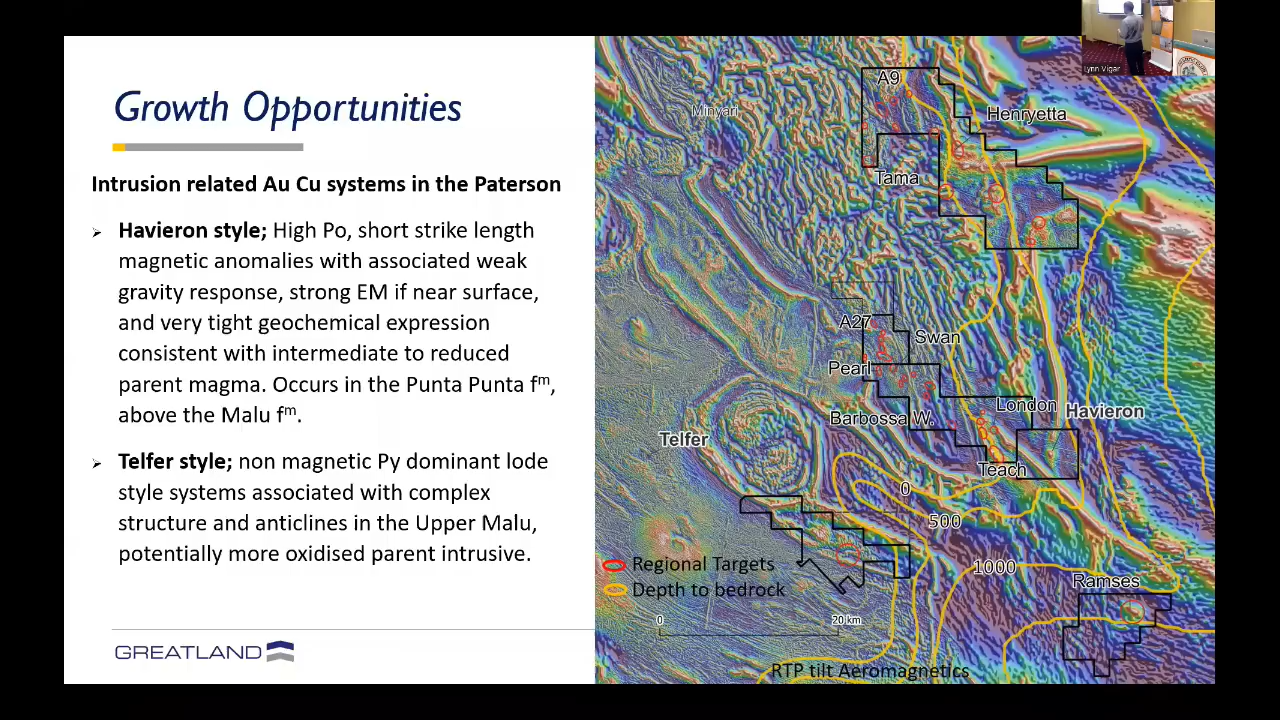 Growth Opportunities
Intrusion related Au Cu systems in the Paterson
➢ Havieron style; High Po, short strike length
magnetic anomalies with associated weak
gravity response, strong EM if near surface,
and very tight geochemical expression
consistent with intermediate to reduced
parent magma. Occurs in the Punta Punta fᵐ,
above the Malu fᵐ.
➢ Telfer style; non magnetic Py dominant lode
style systems associated with complex
structure and anticlines in the Upper Malu,
potentially more oxidised parent intrusive.
GREATLAND
Lynn Vigar
A9
Minyari
Henryetta
Tama
A27
Swan
Pearl
London
Havieron
Barbossa W.
Telfer
Teach
0
500
1000
Regional Targets
Depth to bedrock
Ramses
0 20 km
RTP tilt Aeromagnetics